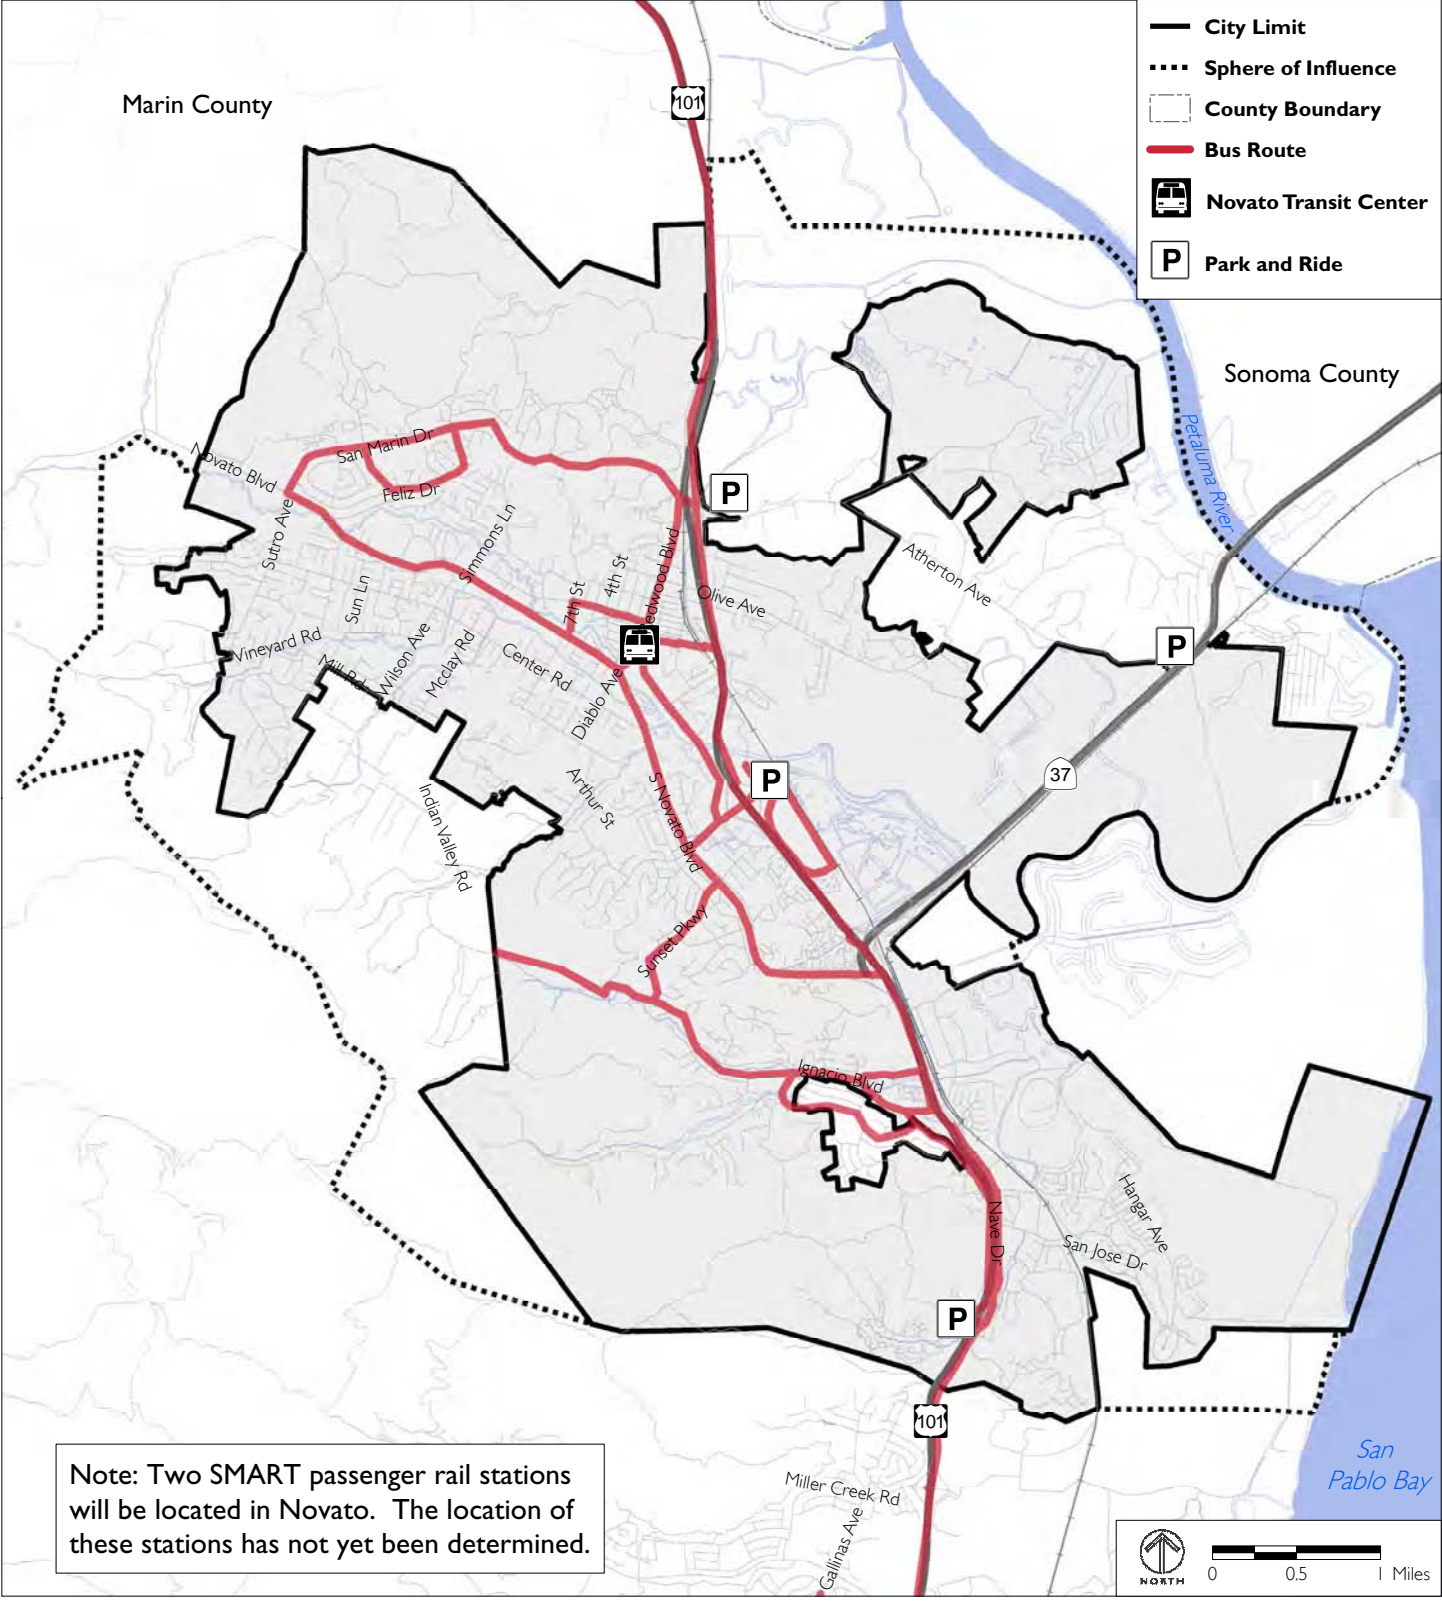 City Limit
Sphere of Influence
County Boundary
Bus Route
Novato Transit Center
P
Park and Ride
Marin County
101
Sonoma County
Petaluma River
San Marin Dr
Novato Blvd
Feliz Dr
P
Sutro Ave
Simmons Ln
Redwood Blvd
4th St
7th St
Olive Ave
Atherton Ave
Sun Ln
Vineyard Rd
Mill Rd
Wilson Ave
Mcclay Rd
Center Rd
Diablo Ave
P
P
37
Arthur St
S Novato Blvd
Indian Valley Rd
Sunset Pkwy
Ignacio Blvd
Nave Dr
Hangar Ave
San Jose Dr
P
101
Miller Creek Rd
Gallinas Ave
San
Pablo Bay
Note: Two SMART passenger rail stations
will be located in Novato. The location of
these stations has not yet been determined.
NORTH
0 0.5 1 Miles